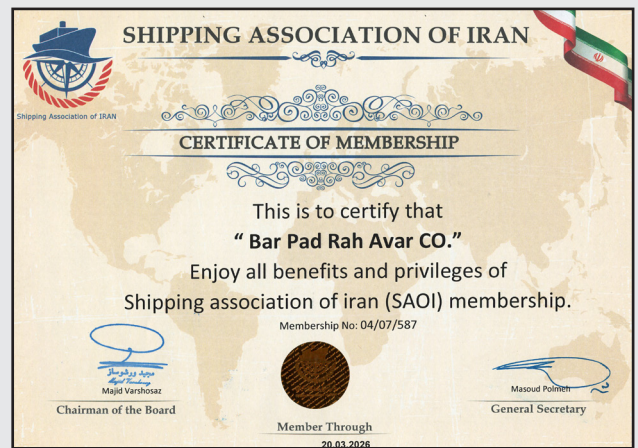 SHIPPING ASSOCIATION OF IRAN
Shipping Association of IRAN
CERTIFICATE OF MEMBERSHIP
This is to certify that
“ Bar Pad Rah Avar CO.”
Enjoy all benefits and privileges of
Shipping association of iran (SAOI) membership.
Membership No: 04/07/587
مجید ورشوساز
Majid Varshosaz
Chairman of the Board
Masoud Polmeh
General Secretary
Member Through
20.03.2026